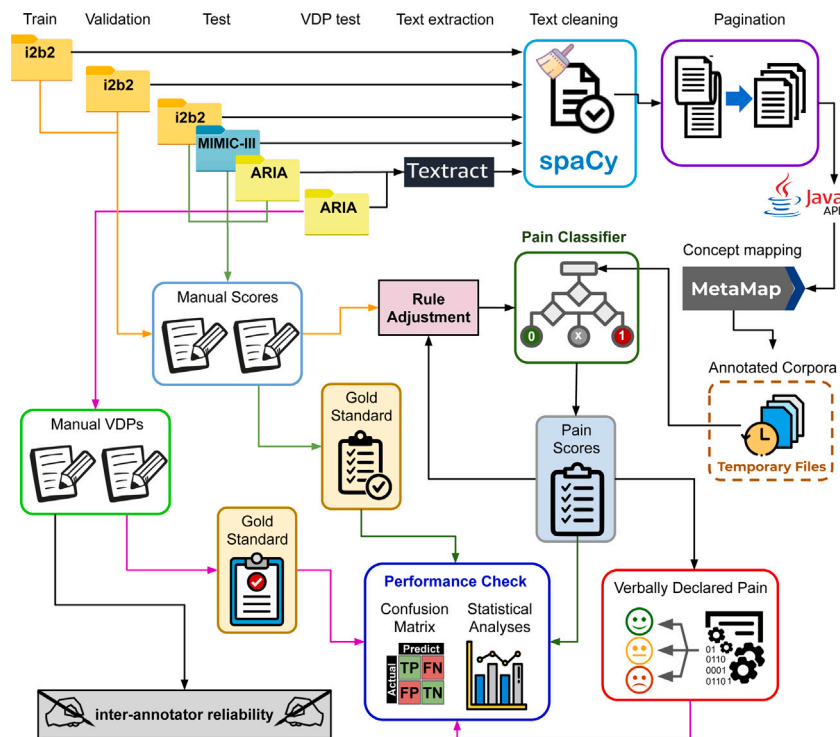 Train
Validation
Test
VDP test
Text extraction
Text cleaning
Pagination
i2b2
i2b2
i2b2
MIMIC-III
ARIA
ARIA
Textract
spaCy
Java
API
Concept mapping
MetaMap
Annotated Corpora
Temporary Files
Pain Classifier
0
x
1
Manual Scores
Rule
Adjustment
Gold
Standard
Pain
Scores
Manual VDPs
Gold
Standard
Performance Check
Confusion
Matrix
Statistical
Analyses
Predict
Actual
TP
FN
FP
TN
Verbally Declared Pain
01
0110
0001
0110 1
inter-annotator reliability